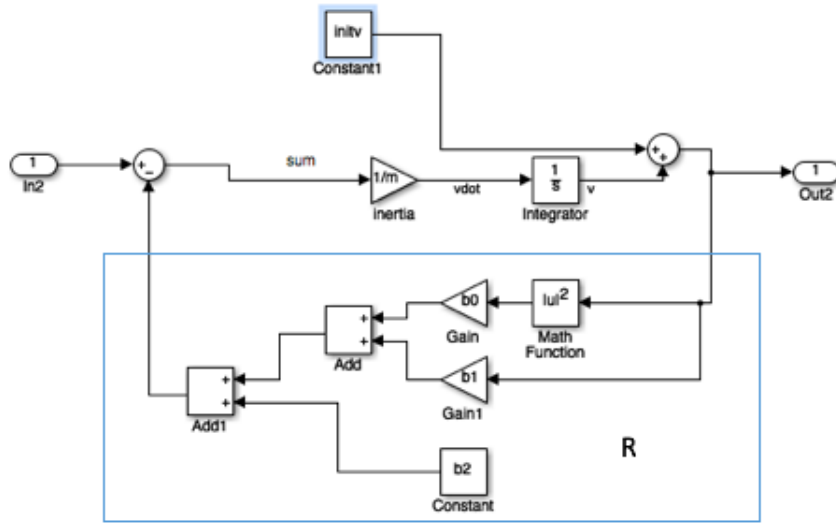 initv
Constant1
1
In2
+
−
sum
1/m
inertia
vdot
1
s
Integrator
v
+
+
1
Out2
b0
Gain
|u|2
Math
Function
+
+
Add
b1
Gain1
+
+
Add1
b2
Constant
R